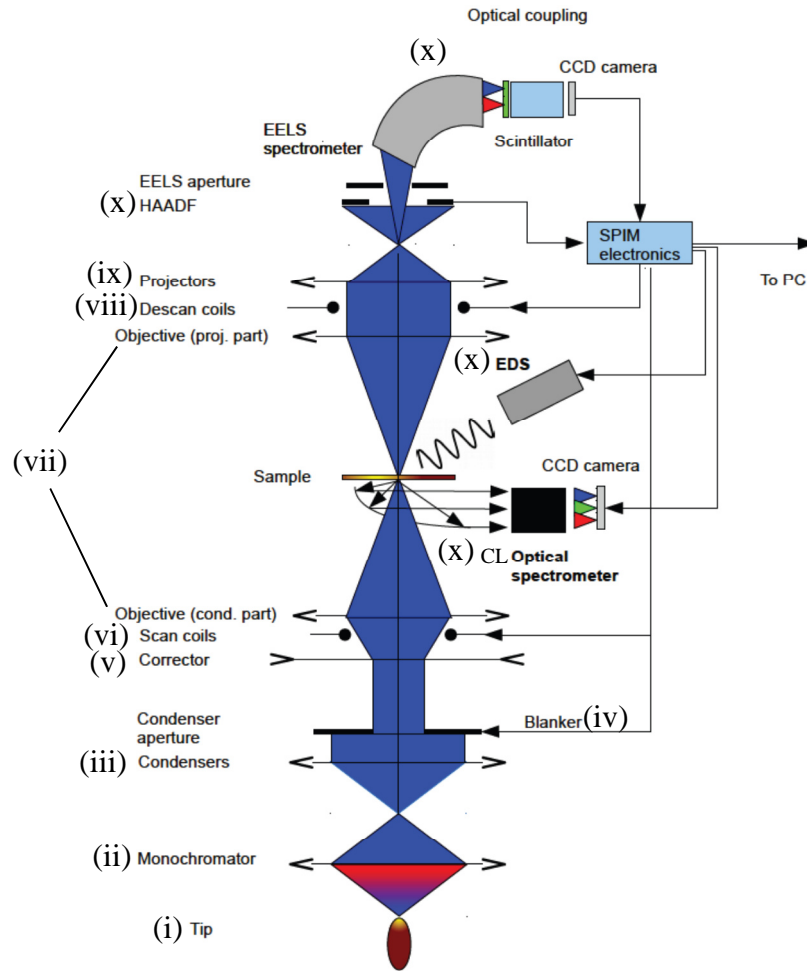 Optical coupling
(x)
CCD camera
EELS
spectrometer
Scintillator
EELS aperture
(x) HAADF
SPIM
electronics
To PC
(ix) Projectors
(viii) Descan coils
Objective (proj. part)
(x) EDS
(vii)
Sample
CCD camera
(x) CL Optical
spectrometer
Objective (cond. part)
(vi) Scan coils
(v) Corrector
Condenser
aperture
Blanker (iv)
(iii) Condensers
(ii) Monochromator
(i) Tip